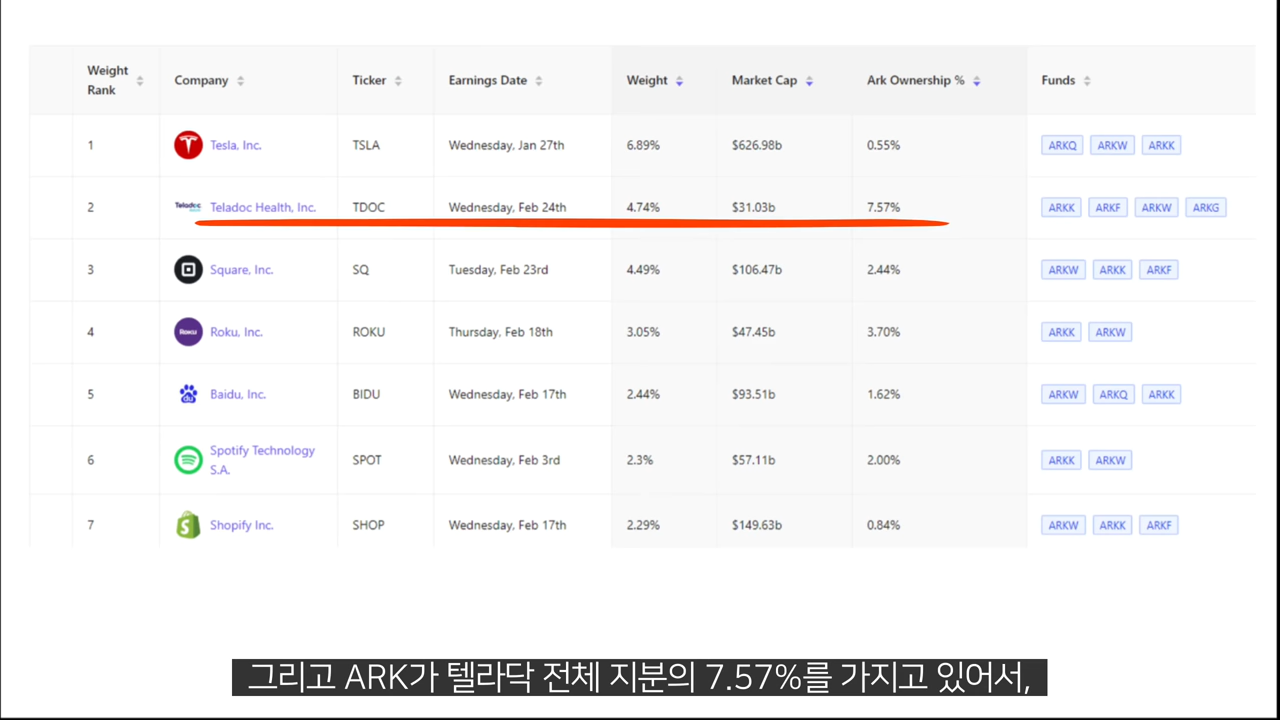 Weight Rank Company Ticker Earnings Date Weight Market Cap Ark Ownership % Funds
1 Tesla, Inc. TSLA Wednesday, Jan 27th 6.89% $626.98b 0.55% ARKQ ARKW ARKK
2 Teladoc Teladoc Health, Inc. TDOC Wednesday, Feb 24th 4.74% $31.03b 7.57% ARKK ARKF ARKW ARKG
3 Square, Inc. SQ Tuesday, Feb 23rd 4.49% $106.47b 2.44% ARKW ARKK ARKF
4 Roku Roku, Inc. ROKU Thursday, Feb 18th 3.05% $47.45b 3.70% ARKK ARKW
5 Baidu, Inc. BIDU Wednesday, Feb 17th 2.44% $93.51b 1.62% ARKW ARKQ ARKK
6 Spotify Technology S.A. SPOT Wednesday, Feb 3rd 2.3% $57.11b 2.00% ARKK ARKW
7 Shopify Inc. SHOP Wednesday, Feb 17th 2.29% $149.63b 0.84% ARKW ARKK ARKF
그리고 ARK가 텔라닥 전체 지분의 7.57%를 가지고 있어서,